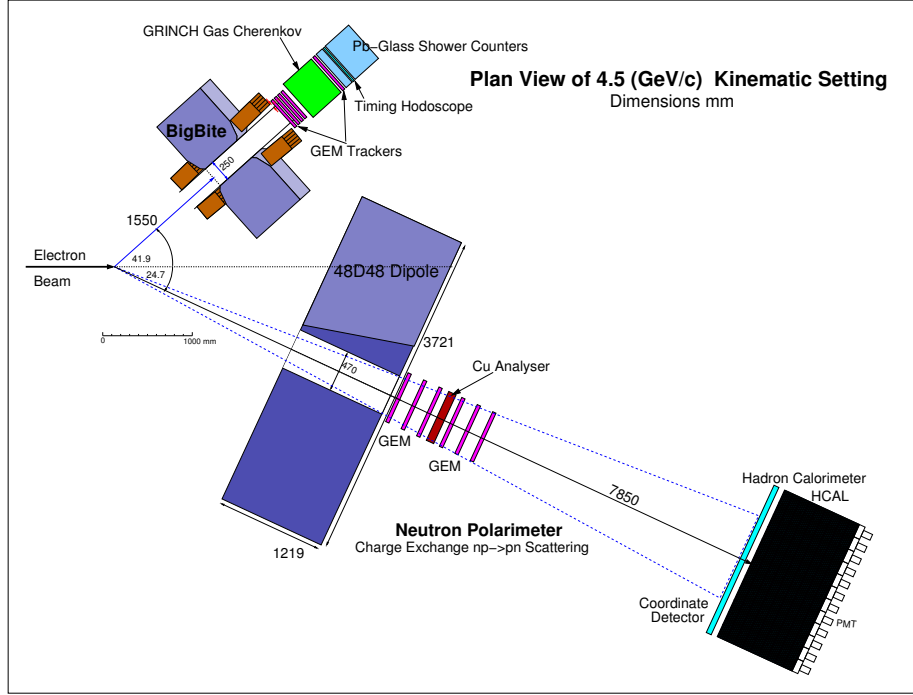 GRINCH Gas Cherenkov
Pb−Glass Shower Counters
Plan View of 4.5 (GeV/c) Kinematic Setting
Dimensions mm
Timing Hodoscope
BigBite
GEM Trackers
250
1550
Electron
Beam
41.9
24.7
48D48 Dipole
0
1000 mm
3721
470
Cu Analyser
GEM
GEM
7850
Hadron Calorimeter
HCAL
Neutron Polarimeter
Charge Exchange np−>pn Scattering
1219
Coordinate
Detector
PMT